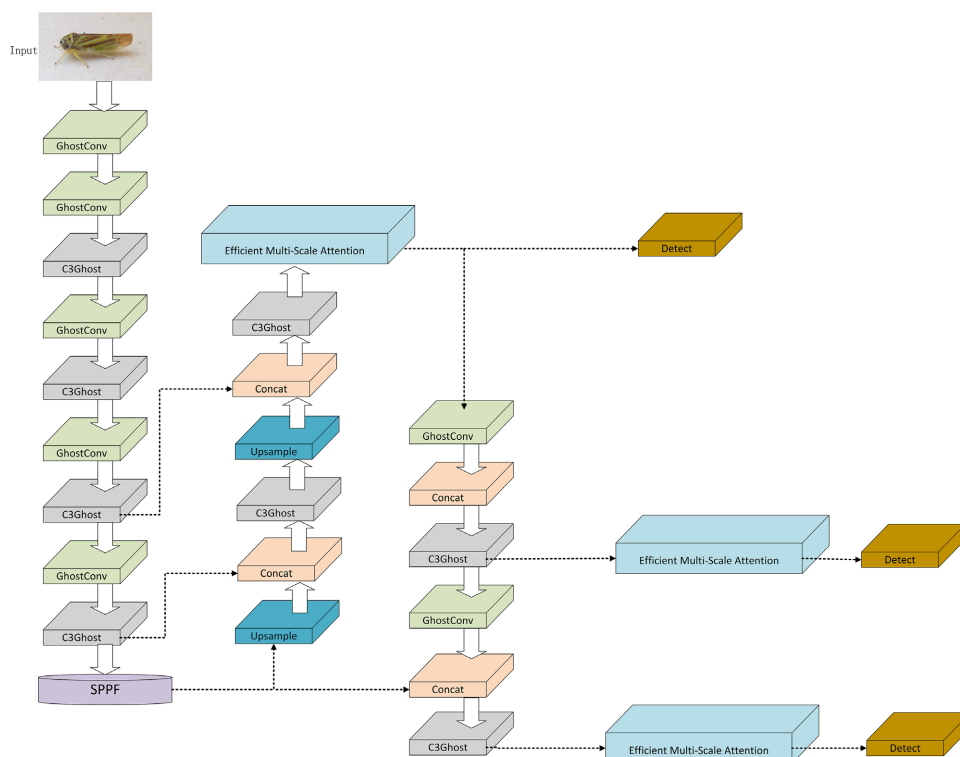 Input
GhostConv
GhostConv
C3Ghost
GhostConv
C3Ghost
GhostConv
C3Ghost
GhostConv
C3Ghost
SPPF
Efficient Multi-Scale Attention
C3Ghost
Concat
Upsample
C3Ghost
Concat
Upsample
Detect
GhostConv
Concat
C3Ghost
GhostConv
Concat
C3Ghost
Efficient Multi-Scale Attention
Detect
Efficient Multi-Scale Attention
Detect